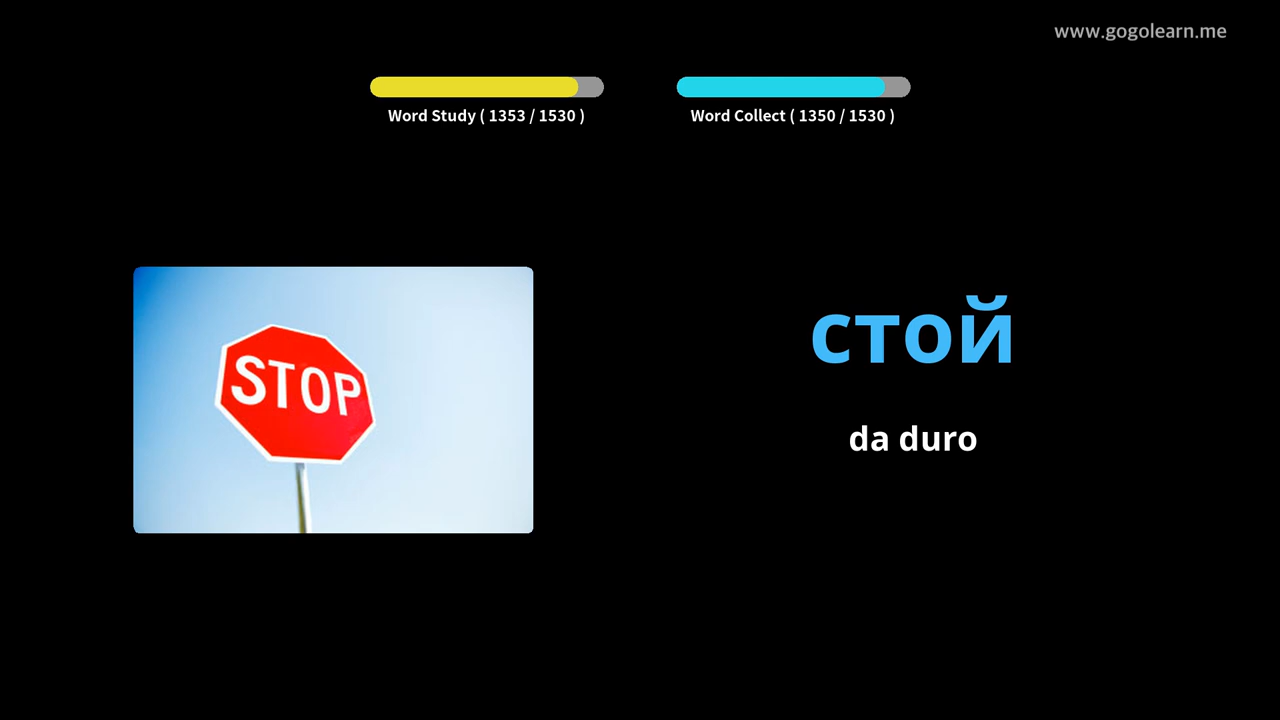 www.gogolearn.me
Word Study ( 1353 / 1530 )
Word Collect ( 1350 / 1530 )
STOP
стой
da duro